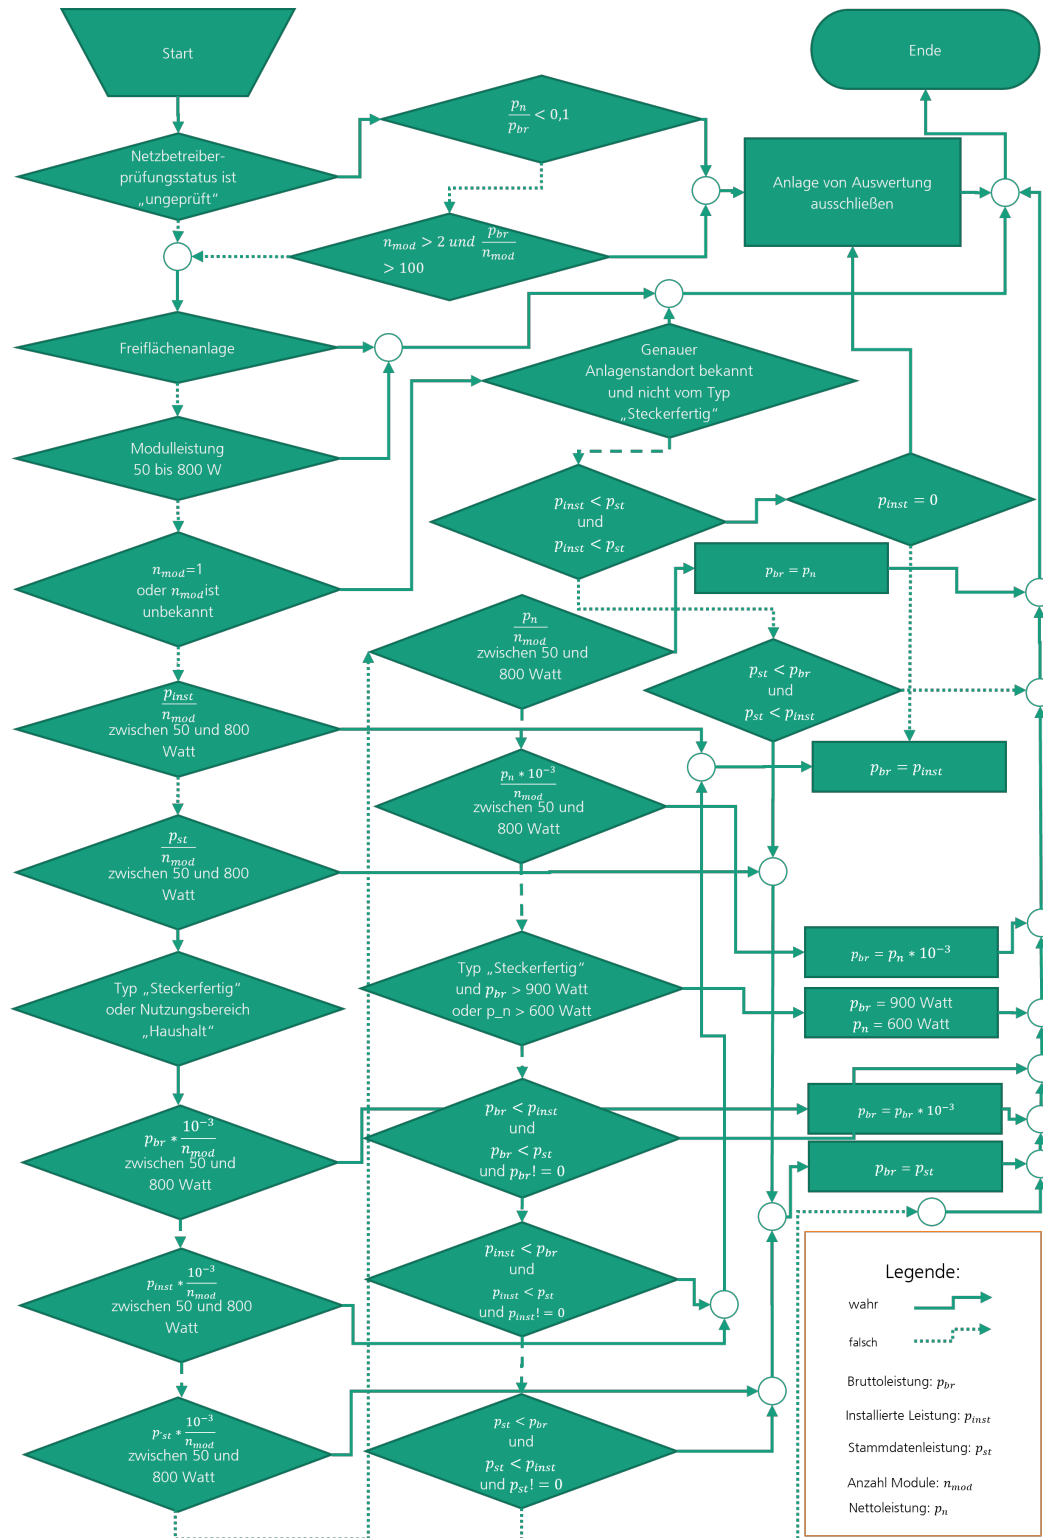 Start
Ende
p_n / p_br < 0,1
Netzbetreiber-
prüfungsstatus ist
„ungeprüft“
Anlage von Auswertung
ausschließen
n_mod > 2 und p_br / n_mod
> 100
Freiflächenanlage
Genauer
Anlagenstandort bekannt
und nicht vom Typ
„Steckerfertig“
Modulleistung
50 bis 800 W
p_inst < p_st
und
p_inst < p_st
p_inst = 0
n_mod=1
oder n_mod ist
unbekannt
p_br = p_n
p_n / n_mod
zwischen 50 und
800 Watt
p_st < p_br
und
p_st < p_inst
p_inst / n_mod
zwischen 50 und 800
Watt
p_br = p_inst
p_n * 10^-3 / n_mod
zwischen 50 und
800 Watt
p_st / n_mod
zwischen 50 und 800
Watt
p_br = p_n * 10^-3
Typ „Steckerfertig“
und p_br > 900 Watt
oder p_n > 600 Watt
Typ „Steckerfertig“
oder Nutzungsbereich
„Haushalt“
p_br = 900 Watt
p_n = 600 Watt
p_br < p_inst
und
p_br < p_st
und p_br! = 0
p_br = p_br * 10^-3
p_br * 10^-3 / n_mod
zwischen 50 und
800 Watt
p_br = p_st
p_inst < p_br
und
p_inst < p_st
und p_inst! = 0
p_inst * 10^-3 / n_mod
zwischen 50 und 800
Watt
p_st < p_br
und
p_st < p_inst
und p_st! = 0
p_st * 10^-3 / n_mod
zwischen 50 und
800 Watt
Legende:
wahr
falsch
Bruttoleistung: p_br
Installierte Leistung: p_inst
Stammdatenleistung: p_st
Anzahl Module: n_mod
Nettoleistung: p_n